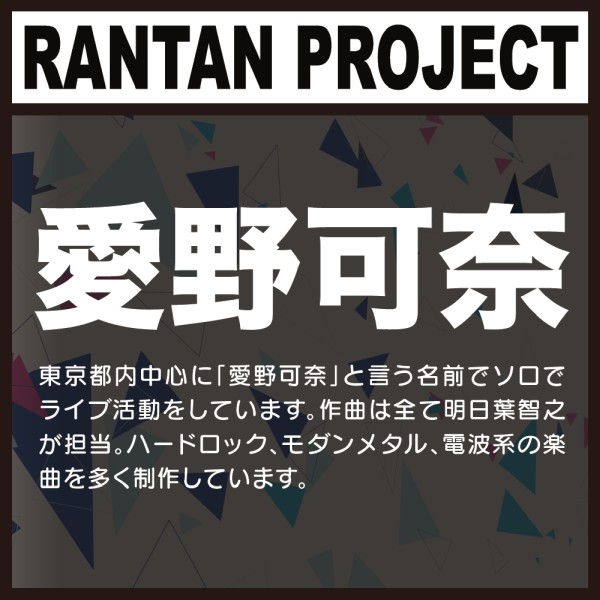 RANTAN PROJECT
愛野可奈
東京都内中心に「愛野可奈」と言う名前でソロで
ライブ活動をしています。作曲は全て明日葉智之
が担当。ハードロック、モダンメタル、電波系の楽
曲を多く制作しています。